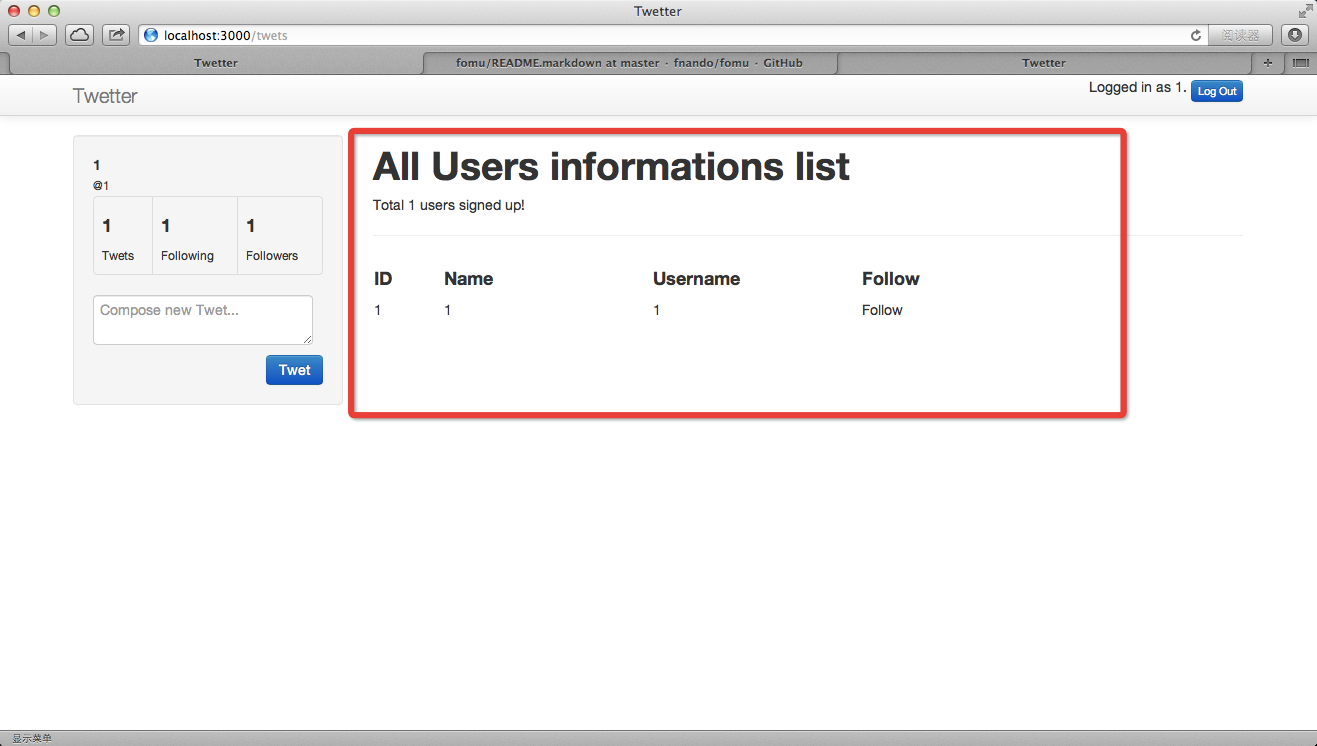 Twetter
localhost:3000/twets
阅读器
Twetter
fomu/README.markdown at master · fnando/fomu · GitHub
Twetter
Twetter
Logged in as 1. Log Out
1
@1
1 1 1
Twets Following Followers
Compose new Twet...
Twet
All Users informations list
Total 1 users signed up!
ID Name Username Follow
1 1 1 Follow
显示菜单